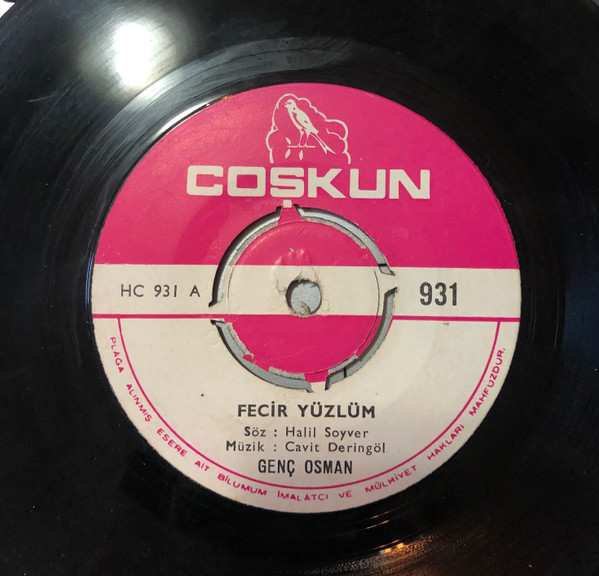 COŞKUN
HC 931 A
931
FECİR YÜZLÜM
Söz : Halil Soyver
Müzik : Cavit Deringöl
GENÇ OSMAN
PLAĞA ALINMIŞ ESERE AİT BİLUMUM İMALATÇI VE MÜLKİYET HAKLARI MAHFUZDUR.